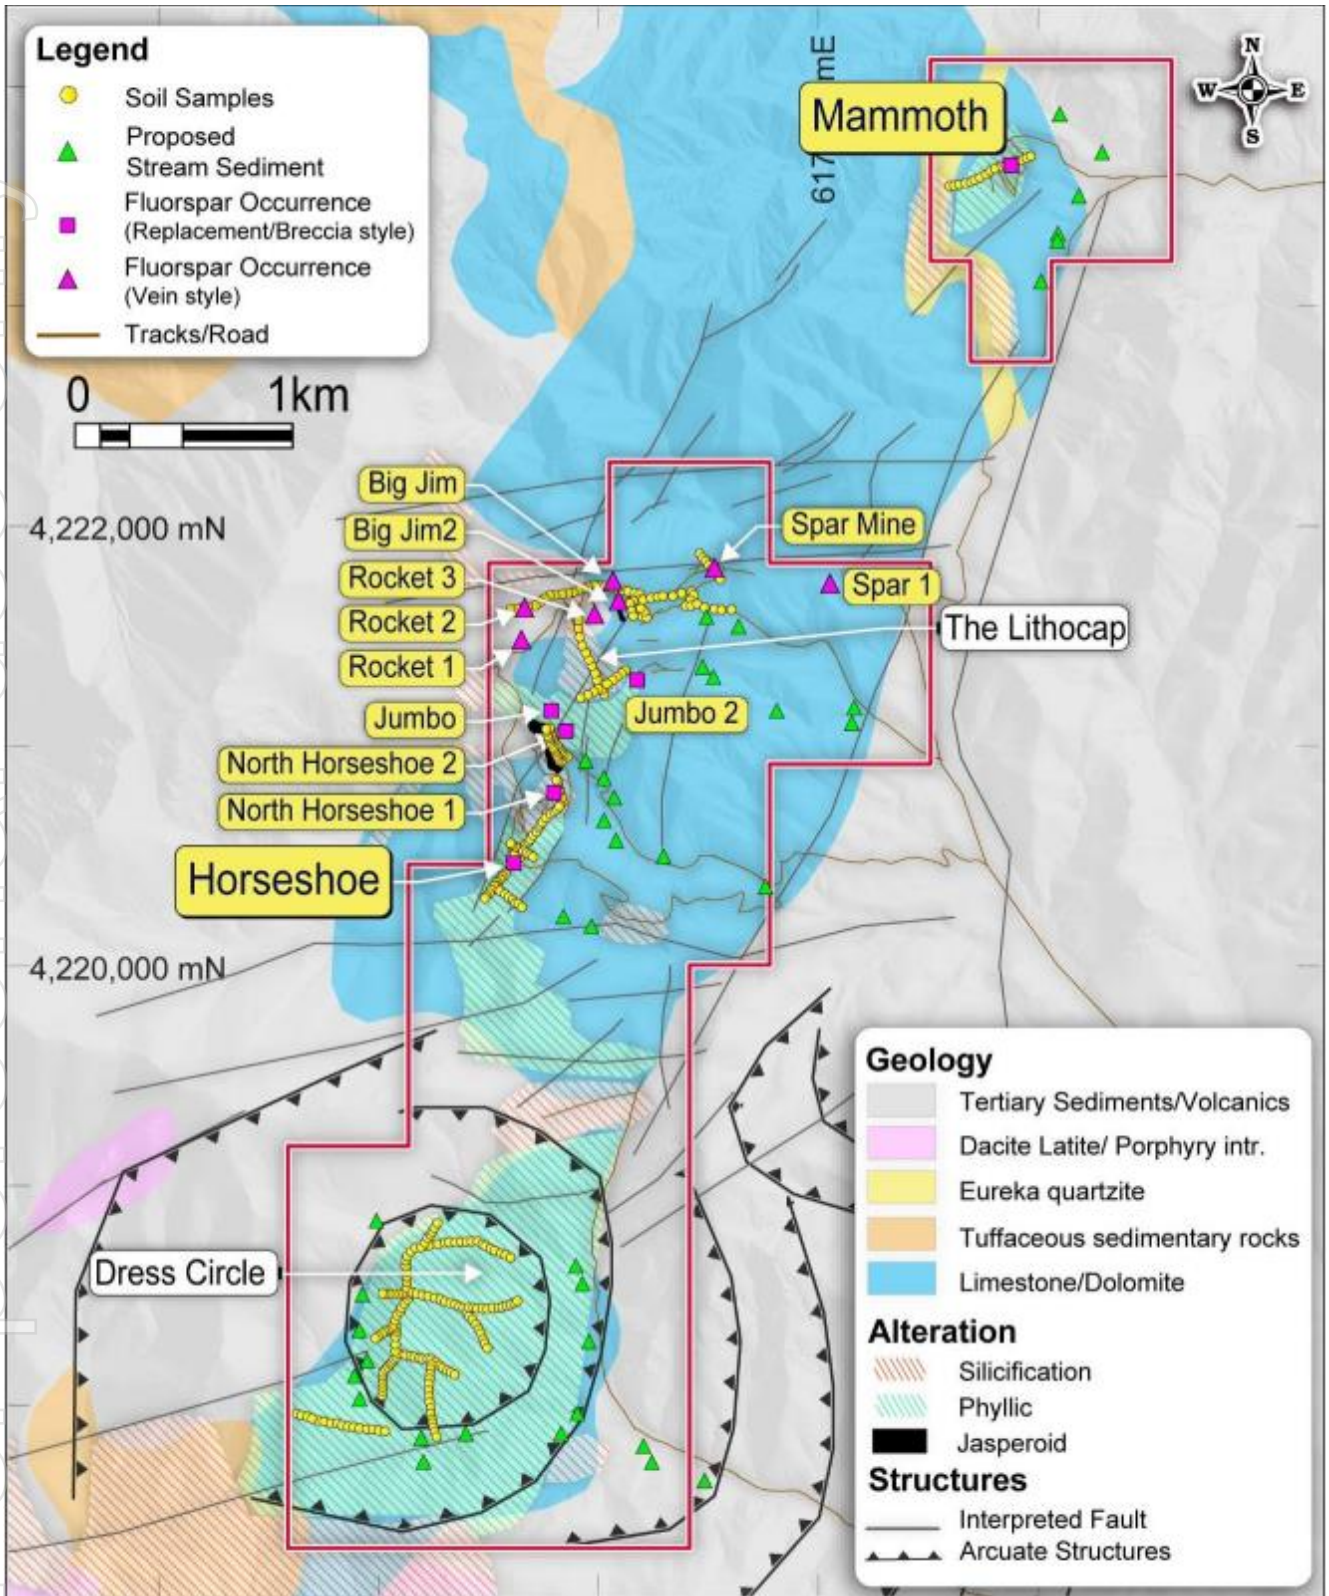 Legend
Soil Samples
Proposed
Stream Sediment
Fluorspar Occurrence
(Replacement/Breccia style)
Fluorspar Occurrence
(Vein style)
Tracks/Road
0 1km
617
mE
N
W E
S
Mammoth
4,222,000 mN
Big Jim
Big Jim2
Rocket 3
Rocket 2
Rocket 1
Jumbo
North Horseshoe 2
North Horseshoe 1
Horseshoe
Spar Mine
Spar 1
The Lithocap
Jumbo 2
4,220,000 mN
Dress Circle
Geology
Tertiary Sediments/Volcanics
Dacite Latite/ Porphyry intr.
Eureka quartzite
Tuffaceous sedimentary rocks
Limestone/Dolomite
Alteration
Silicification
Phyllic
Jasperoid
Structures
Interpreted Fault
Arcuate Structures